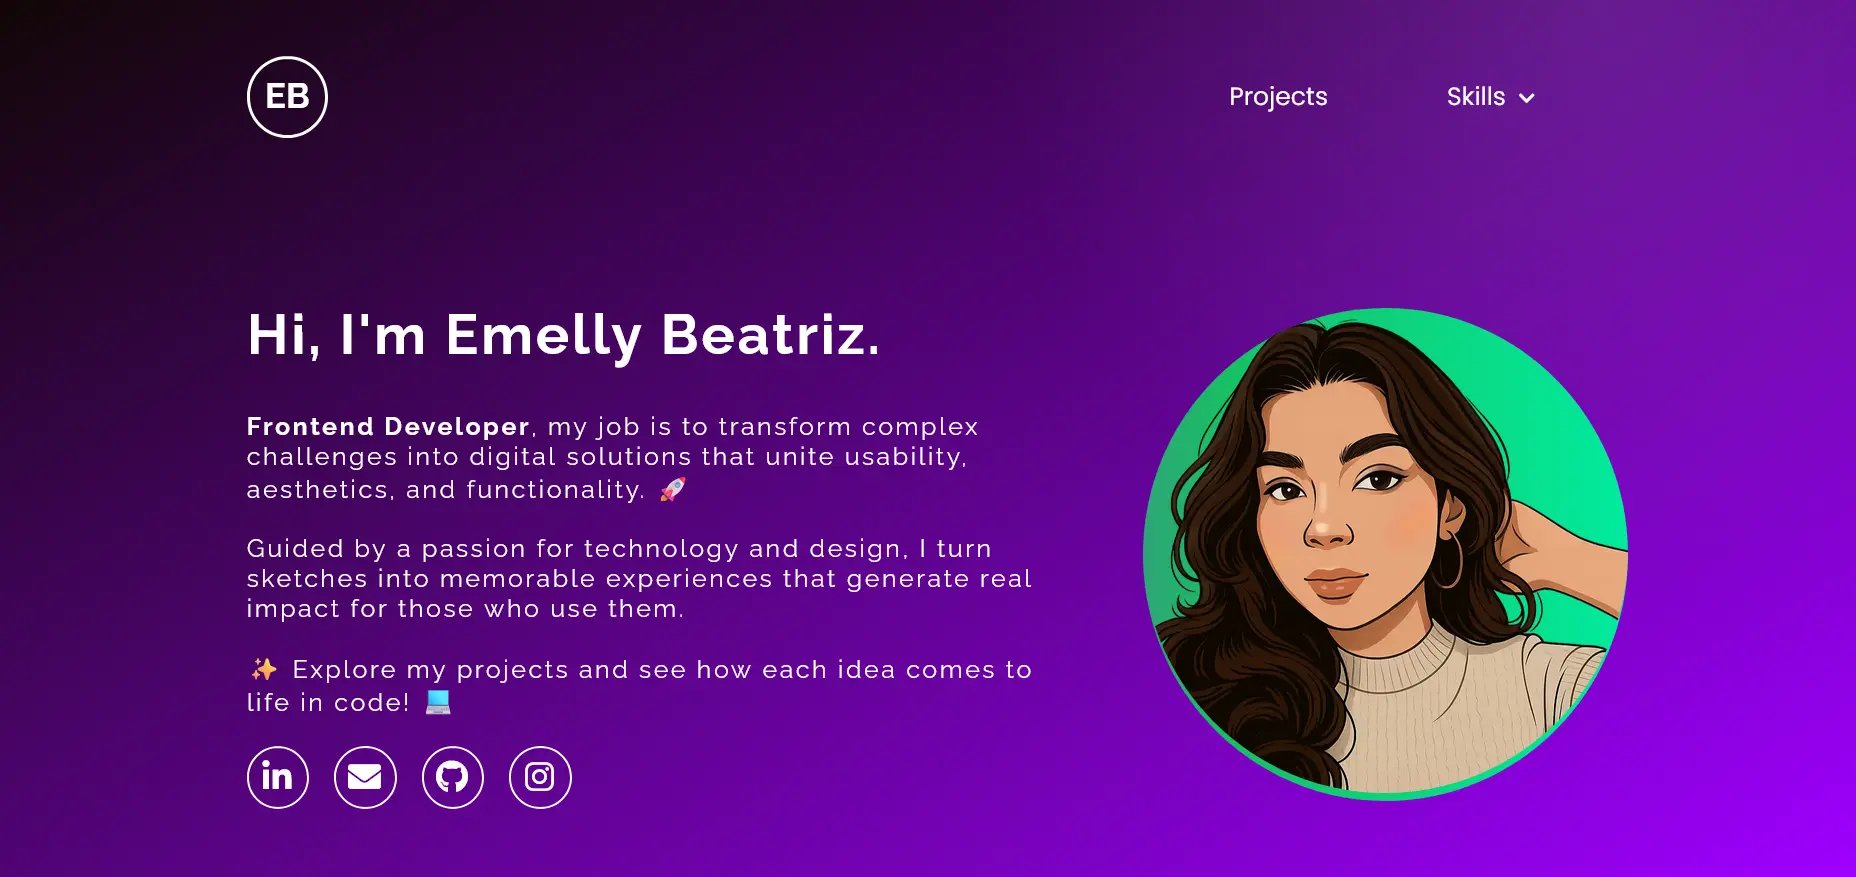 EB
Projects
Skills
Hi, I'm Emelly Beatriz.
Frontend Developer, my job is to transform complex
challenges into digital solutions that unite usability,
aesthetics, and functionality. 🚀
Guided by a passion for technology and design, I turn
sketches into memorable experiences that generate real
impact for those who use them.
✨ Explore my projects and see how each idea comes to
life in code! 💻
in